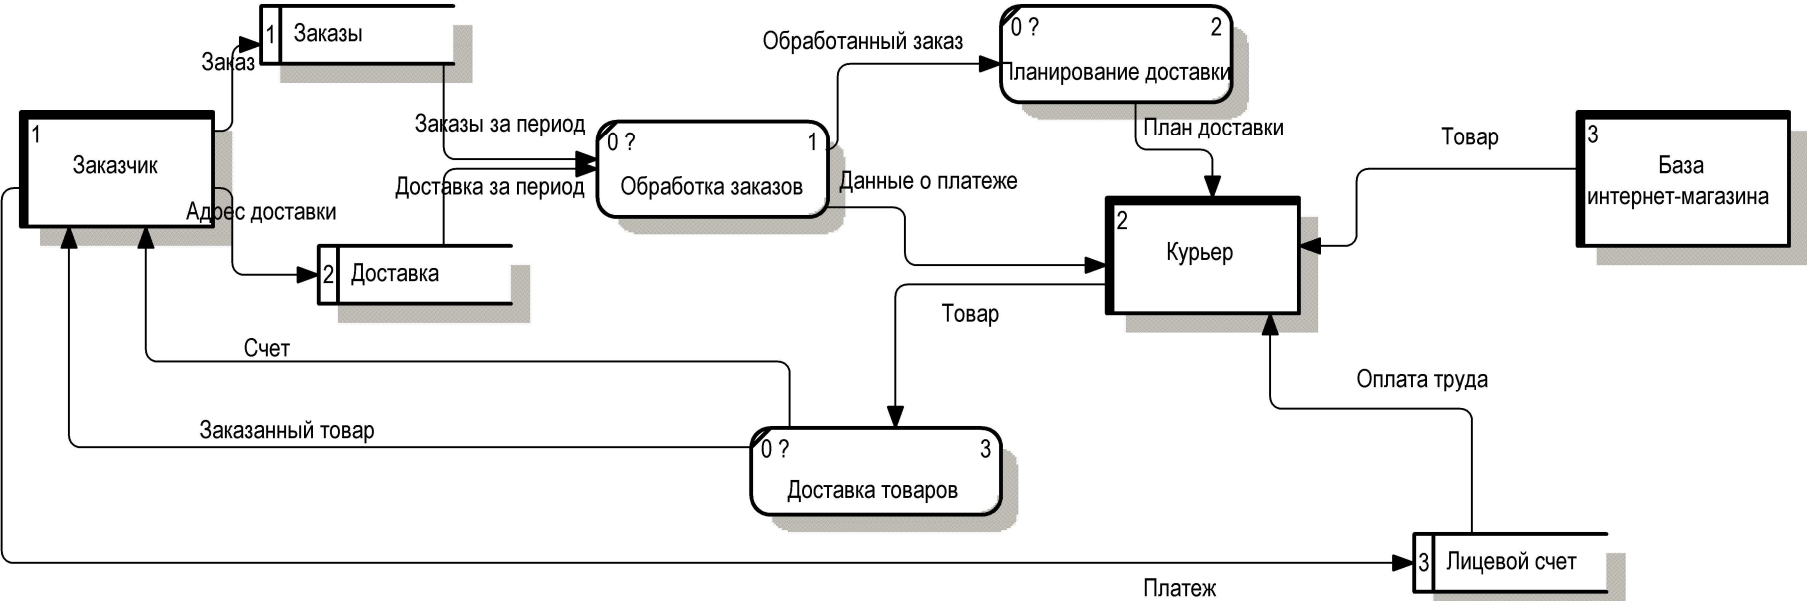 1 Заказы
Заказ
0 ? 2
Планирование доставки
Обработанный заказ
1
Заказчик
Заказы за период
0 ? 1
Обработка заказов
План доставки
Товар
3
База
интернет-магазина
Доставка за период
Данные о платеже
Адрес доставки
2
Курьер
2 Доставка
Товар
Счет
Оплата труда
Заказанный товар
0 ? 3
Доставка товаров
3 Лицевой счет
Платеж